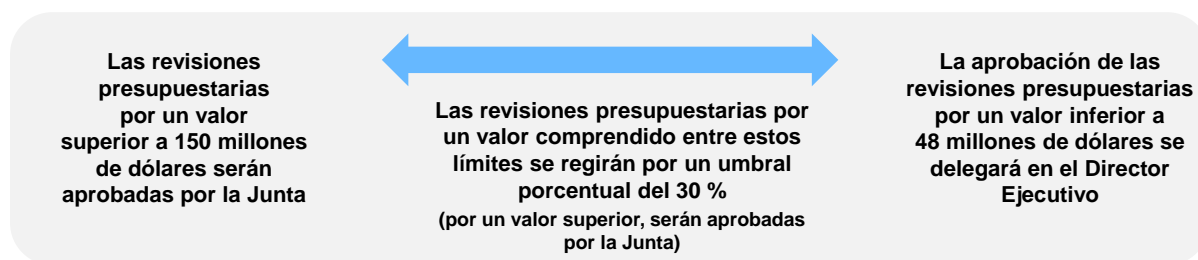 Las revisiones
presupuestarias
por un valor
superior a 150 millones
de dólares serán
aprobadas por la Junta
Las revisiones presupuestarias por
un valor comprendido entre estos
límites se regirán por un umbral
porcentual del 30 %
(por un valor superior, serán aprobadas
por la Junta)
La aprobación de las
revisiones presupuestarias
por un valor inferior a
48 millones de dólares se
delegará en el Director
Ejecutivo